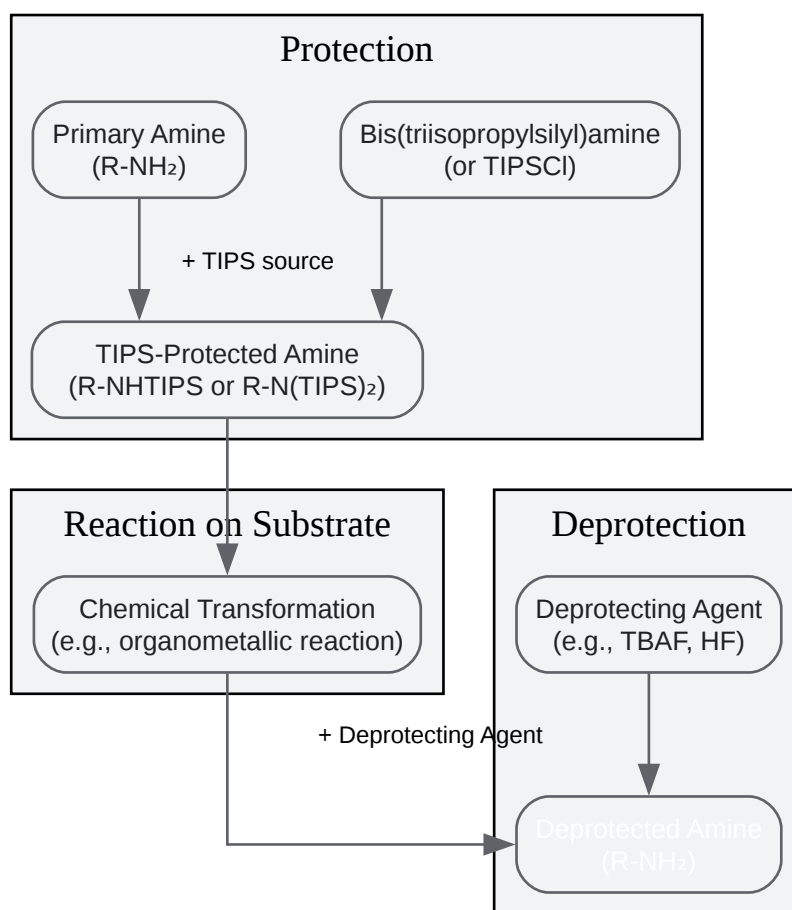 Protection
Primary Amine
(R-NH₂)
Bis(triisopropylsilyl)amine
(or TIPSCl)
+ TIPS source
TIPS-Protected Amine
(R-NHTIPS or R-N(TIPS)₂)
Reaction on Substrate
Chemical Transformation
(e.g., organometallic reaction)
Deprotection
Deprotecting Agent
(e.g., TBAF, HF)
+ Deprotecting Agent
Deprotected Amine
(R-NH₂)